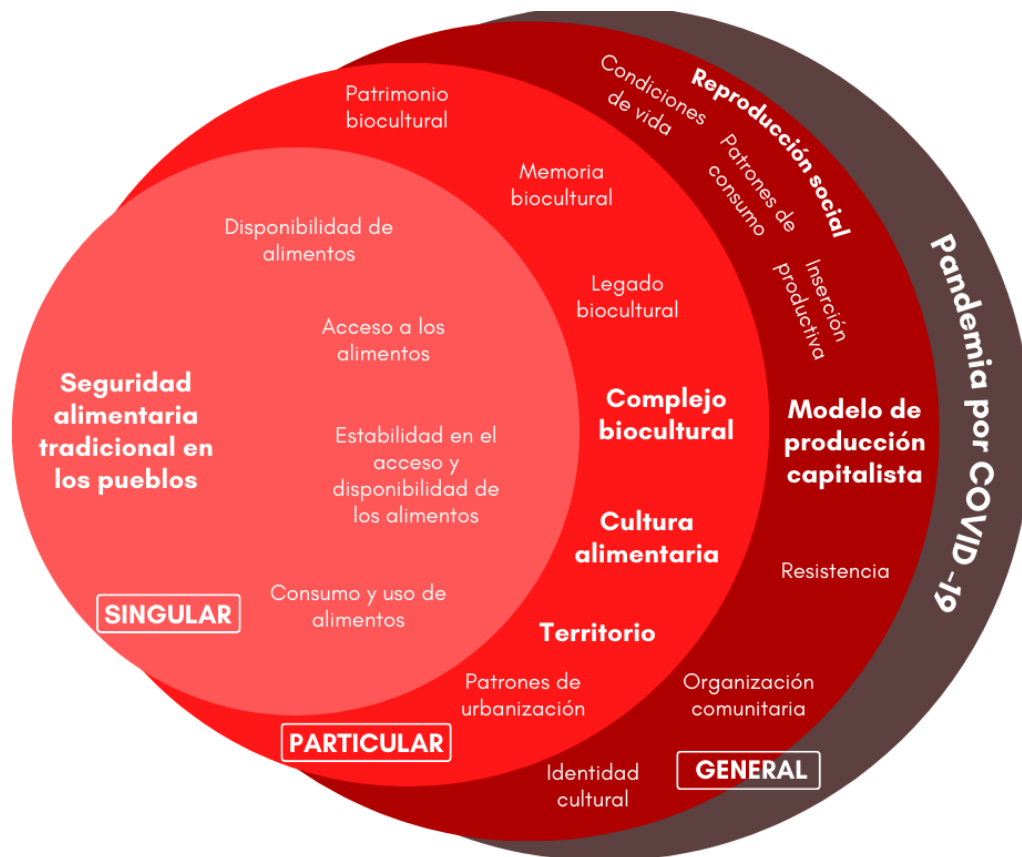 Patrimonio
biocultural
Memoria
biocultural
Legado
biocultural
Complejo
biocultural
Cultura
alimentaria
Territorio
Patrones de
urbanización
PARTICULAR
Disponibilidad de
alimentos
Acceso a los
alimentos
Seguridad
alimentaria
tradicional en
los pueblos
Estabilidad en el
acceso y
disponibilidad de
los alimentos
Consumo y uso de
alimentos
SINGULAR
Condiciones
de vida
Reproducción social
Patrones de
consumo
Inserción
productiva
Modelo de
producción
capitalista
Resistencia
Organización
comunitaria
Identidad
cultural
GENERAL
Pandemia por COVID -19